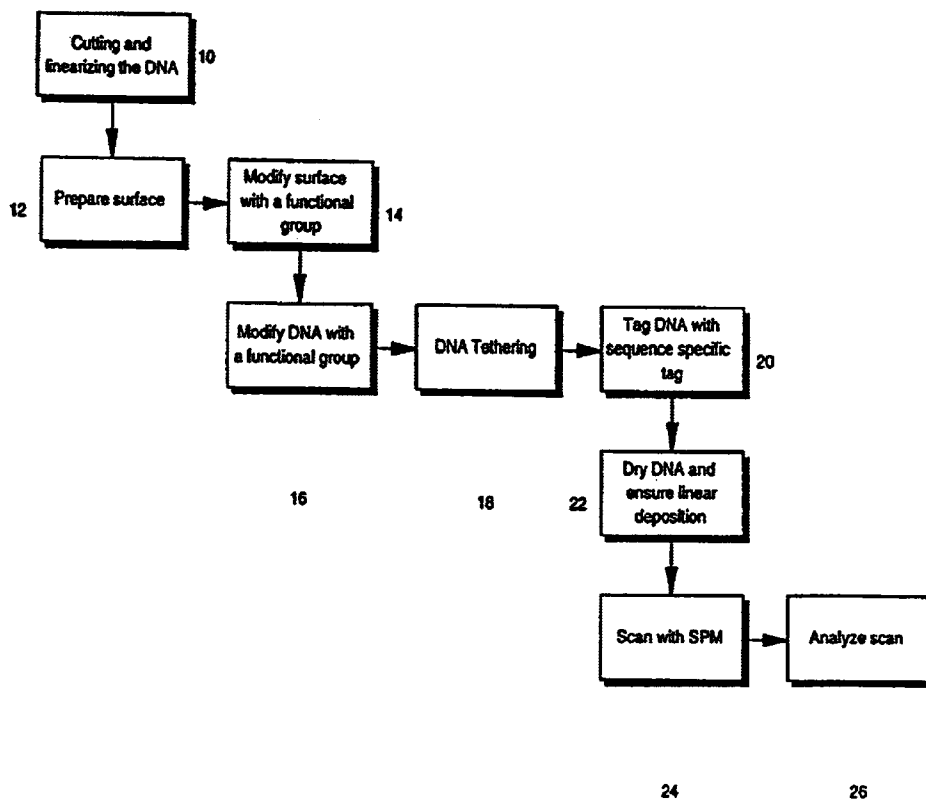 Cutting and
linearizing the DNA
10
12
Prepare surface
Modify surface
with a functional
group
14
Modify DNA with
a functional group
DNA Tethering
Tag DNA with
sequence specific
tag
20
16
18
22
Dry DNA and
ensure linear
deposition
Scan with SPM
Analyze scan
24
26